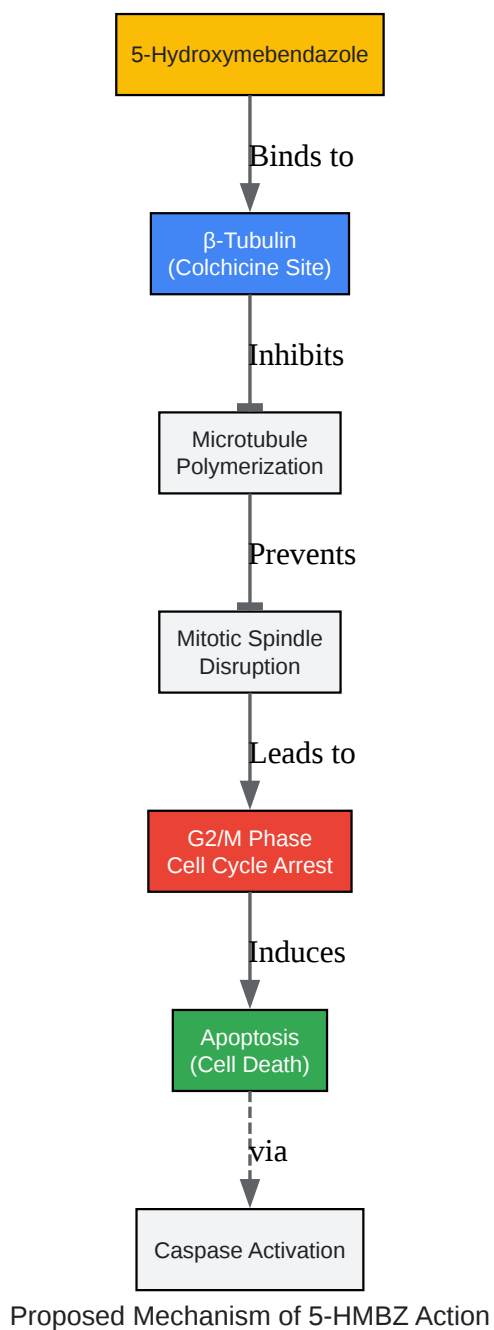 5-Hydroxymebendazole
Binds to
β-Tubulin
(Colchicine Site)
Inhibits
Microtubule
Polymerization
Prevents
Mitotic Spindle
Disruption
Leads to
G2/M Phase
Cell Cycle Arrest
Induces
Apoptosis
(Cell Death)
via
Caspase Activation
Proposed Mechanism of 5-HMBZ Action